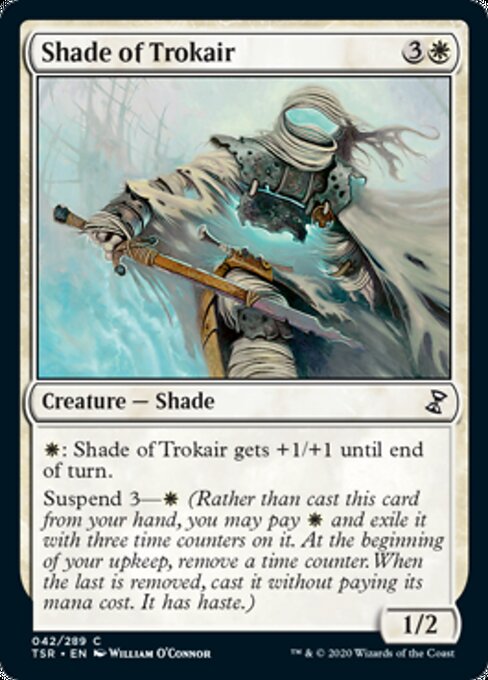 Shade of Trokair 3
Creature — Shade
: Shade of Trokair gets +1/+1 until end
of turn.
Suspend 3— (Rather than cast this card
from your hand, you may pay and exile it
with three time counters on it. At the beginning
of your upkeep, remove a time counter. When
the last is removed, cast it without paying its
mana cost. It has haste.)
1/2
042/289 C
TSR • EN William O'Connor
™ & © 2020 Wizards of the Coast